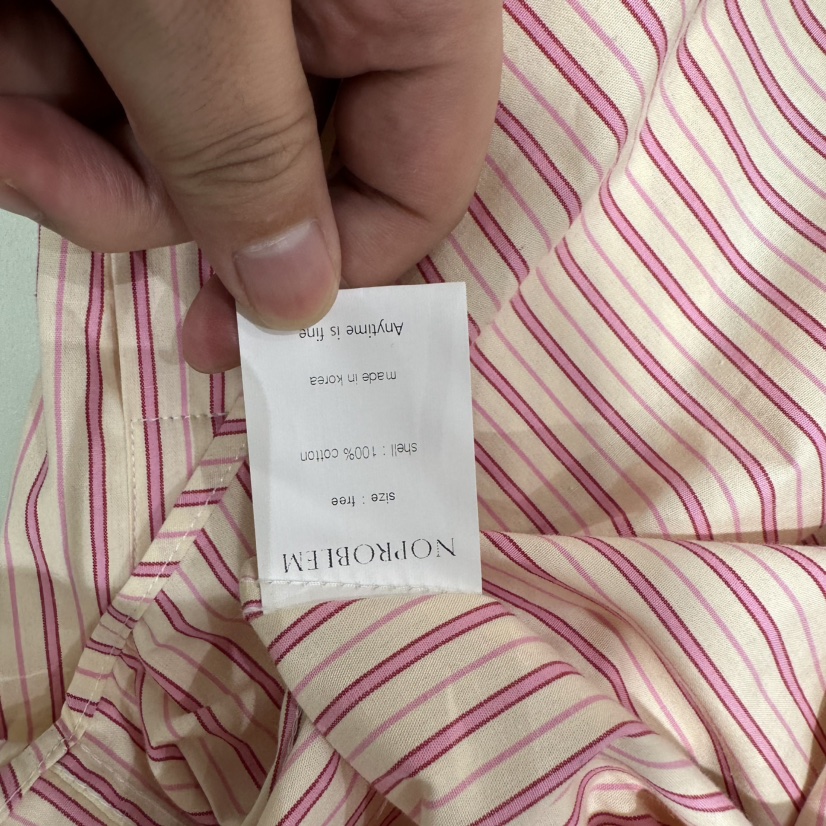 NOPROBLEM
size : free
shell : 100% cotton
made in korea
Anytime is fine